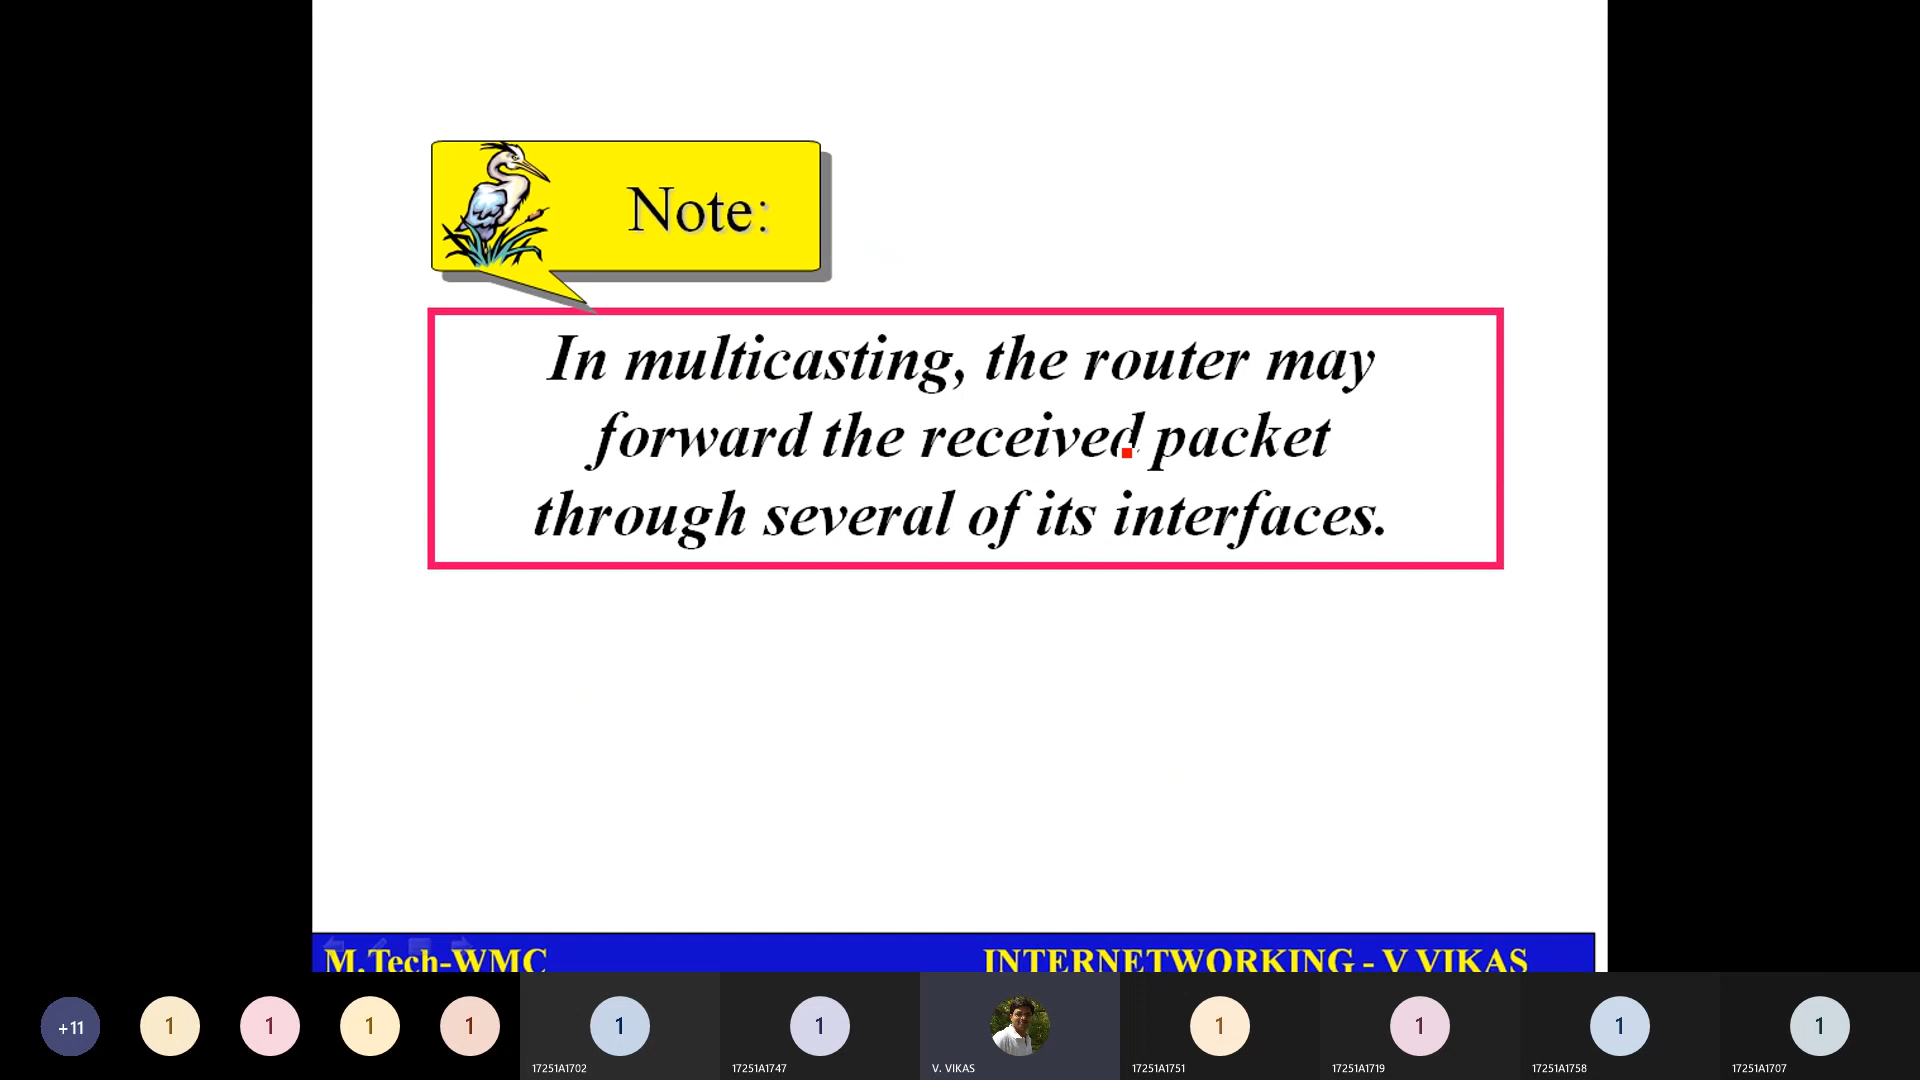 Note:
In multicasting, the router may
forward the received packet
through several of its interfaces.
M.Tech-WMC
INTERNETWORKING - V VIKAS
+11
1
1
1
1
1
1
1
1
1
1
17251A1702
17251A1747
V. VIKAS
17251A1751
17251A1719
17251A1758
17251A1707